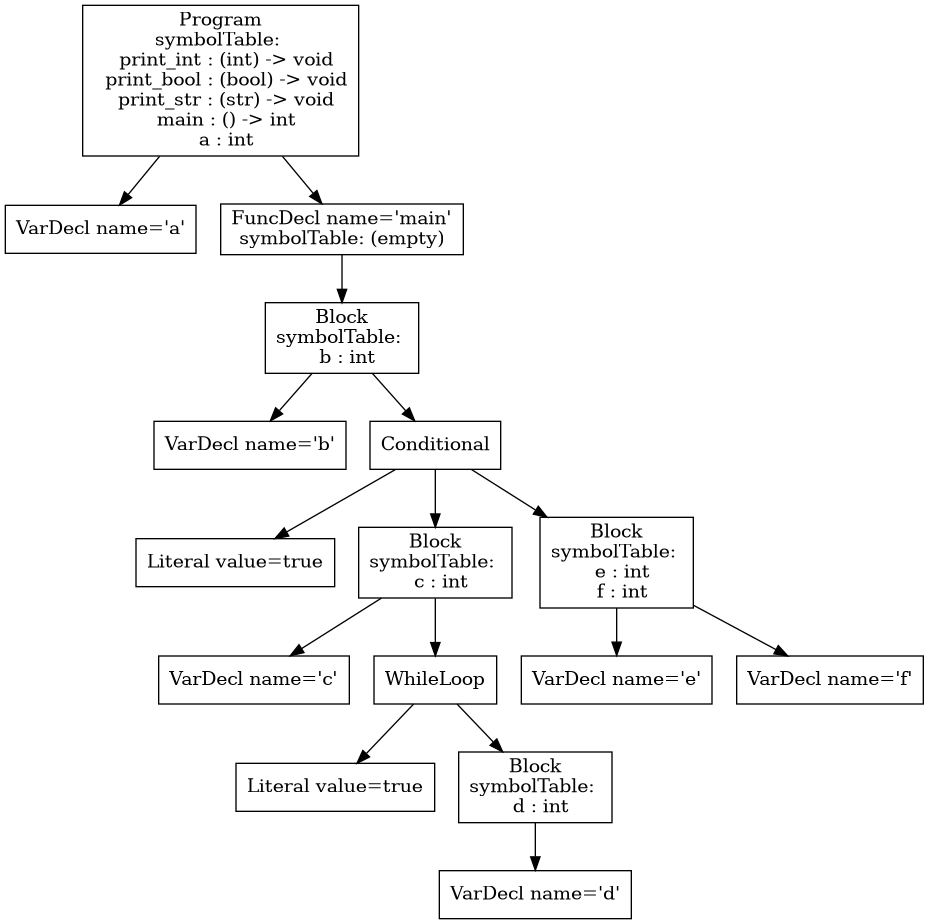 Program
symbolTable:
print_int : (int) -> void
print_bool : (bool) -> void
print_str : (str) -> void
main : () -> int
a : int
VarDecl name='a'
FuncDecl name='main'
symbolTable: (empty)
Block
symbolTable:
b : int
VarDecl name='b'
Conditional
Literal value=true
Block
symbolTable:
c : int
Block
symbolTable:
e : int
f : int
VarDecl name='c'
WhileLoop
VarDecl name='e'
VarDecl name='f'
Literal value=true
Block
symbolTable:
d : int
VarDecl name='d'